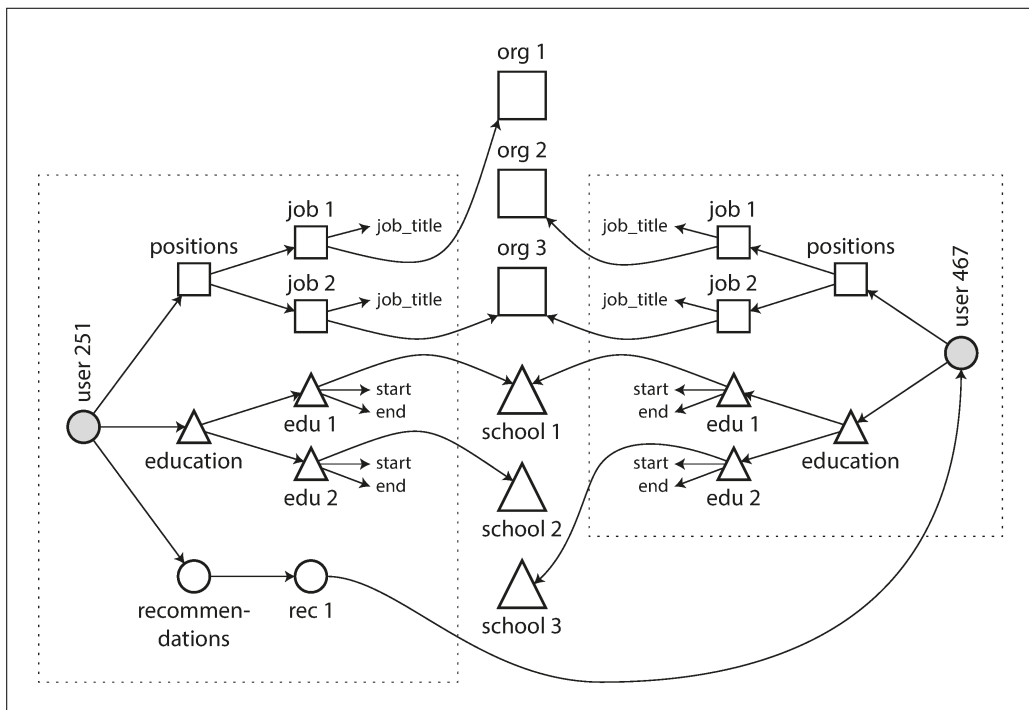 org 1
org 2
org 3
job 1
job_title
positions
job 2
job_title
user 251
edu 1
start
end
education
edu 2
start
end
recommen-
dations
rec 1
school 1
school 2
school 3
job 1
job_title
positions
job 2
job_title
user 467
edu 1
start
end
education
edu 2
start
end